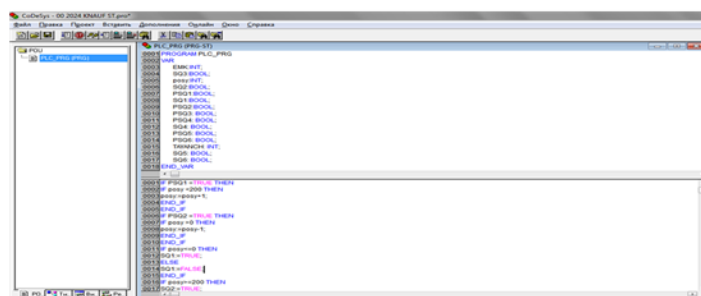 CoDeSys - 00 2024 KNAUF ST.pro*
Файл Правка Проект Вставить Дополнения Онлайн Окно Справка
POU
PLC_PRG (PRG)
PLC_PRG (PRG-ST)
0001 PROGRAM PLC_PRG
0002 VAR
0003 EMK:INT;
0004 SQ3:BOOL;
0005 posy:INT;
0006 SQ2:BOOL;
0007 PSQ1:BOOL;
0008 SQ1:BOOL;
0009 PSQ2:BOOL;
0010 PSQ3: BOOL;
0011 PSQ4: BOOL;
0012 SQ4: BOOL;
0013 PSQ5: BOOL;
0014 PSQ6: BOOL;
0015 TAYANCH: INT;
0016 SQ5: BOOL;
0017 SQ6: BOOL;
0018 END_VAR
0001 IF PSQ1 =TRUE THEN
0002 IF posy <200 THEN
0003 posy:=posy+1;
0004 END_IF
0005 END_IF
0006 IF PSQ2 =TRUE THEN
0007 IF posy >0 THEN
0008 posy:=posy-1;
0009 END_IF
0010 END_IF
0011 IF posy<=0 THEN
0012 SQ1:=TRUE;
0013 ELSE
0014 SQ1:=FALSE;
0015 END_IF
0016 IF posy>=200 THEN
0017 SQ2:=TRUE;